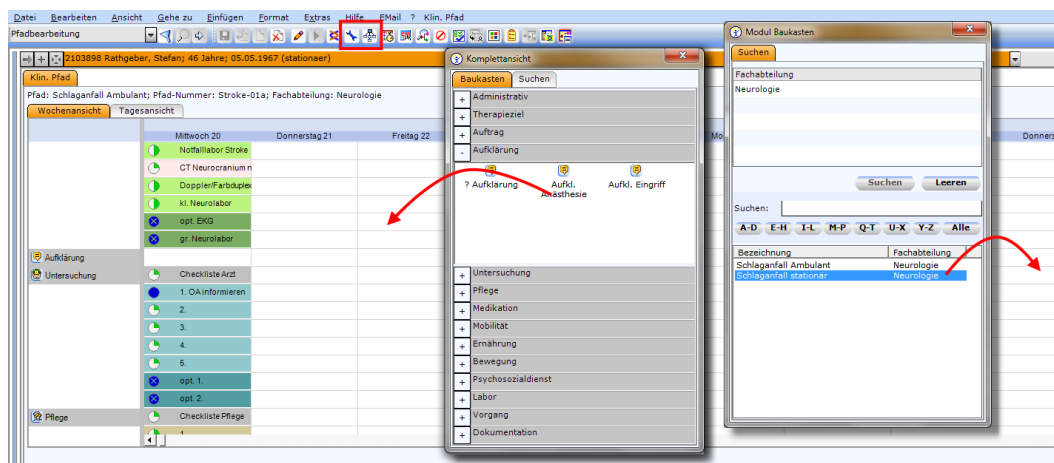 Datei Bearbeiten Ansicht Gehe zu Einfügen Format Extras Hilfe EMail ? Klin. Pfad
Pfadbearbeitung
2103898 Rathgeber, Stefan; 46 Jahre; 05.05.1967 (stationaer)
Klin. Pfad
Pfad: Schlaganfall Ambulant; Pfad-Nummer: Stroke-01a; Fachabteilung: Neurologie
Wochenansicht Tagesansicht
Mittwoch 20 Donnerstag 21 Freitag 22 Mo Donners
Notfalllabor Stroke
CT Neurocranium n
Doppler/Farbduplex
kl. Neurolabor
opt. EKG
gr. Neurolabor
Aufklärung
Untersuchung Checkliste Arzt
1. OA informieren
2.
3.
4.
5.
opt. 1.
opt. 2.
Pflege Checkliste Pflege
1.
Komplettansicht
Baukasten Suchen
+ Administrativ
+ Therapieziel
+ Auftrag
- Aufklärung
? Aufklärung Aufkl. Anästhesie Aufkl. Eingriff
+ Untersuchung
+ Pflege
+ Medikation
+ Mobilität
+ Ernährung
+ Bewegung
+ Psychosozialdienst
+ Labor
+ Vorgang
+ Dokumentation
Modul Baukasten
Suchen
Fachabteilung
Neurologie
Suchen Leeren
Suchen:
A-D E-H I-L M-P Q-T U-X Y-Z Alle
Bezeichnung Fachabteilung
Schlaganfall Ambulant Neurologie
Schlaganfall stationär Neurologie